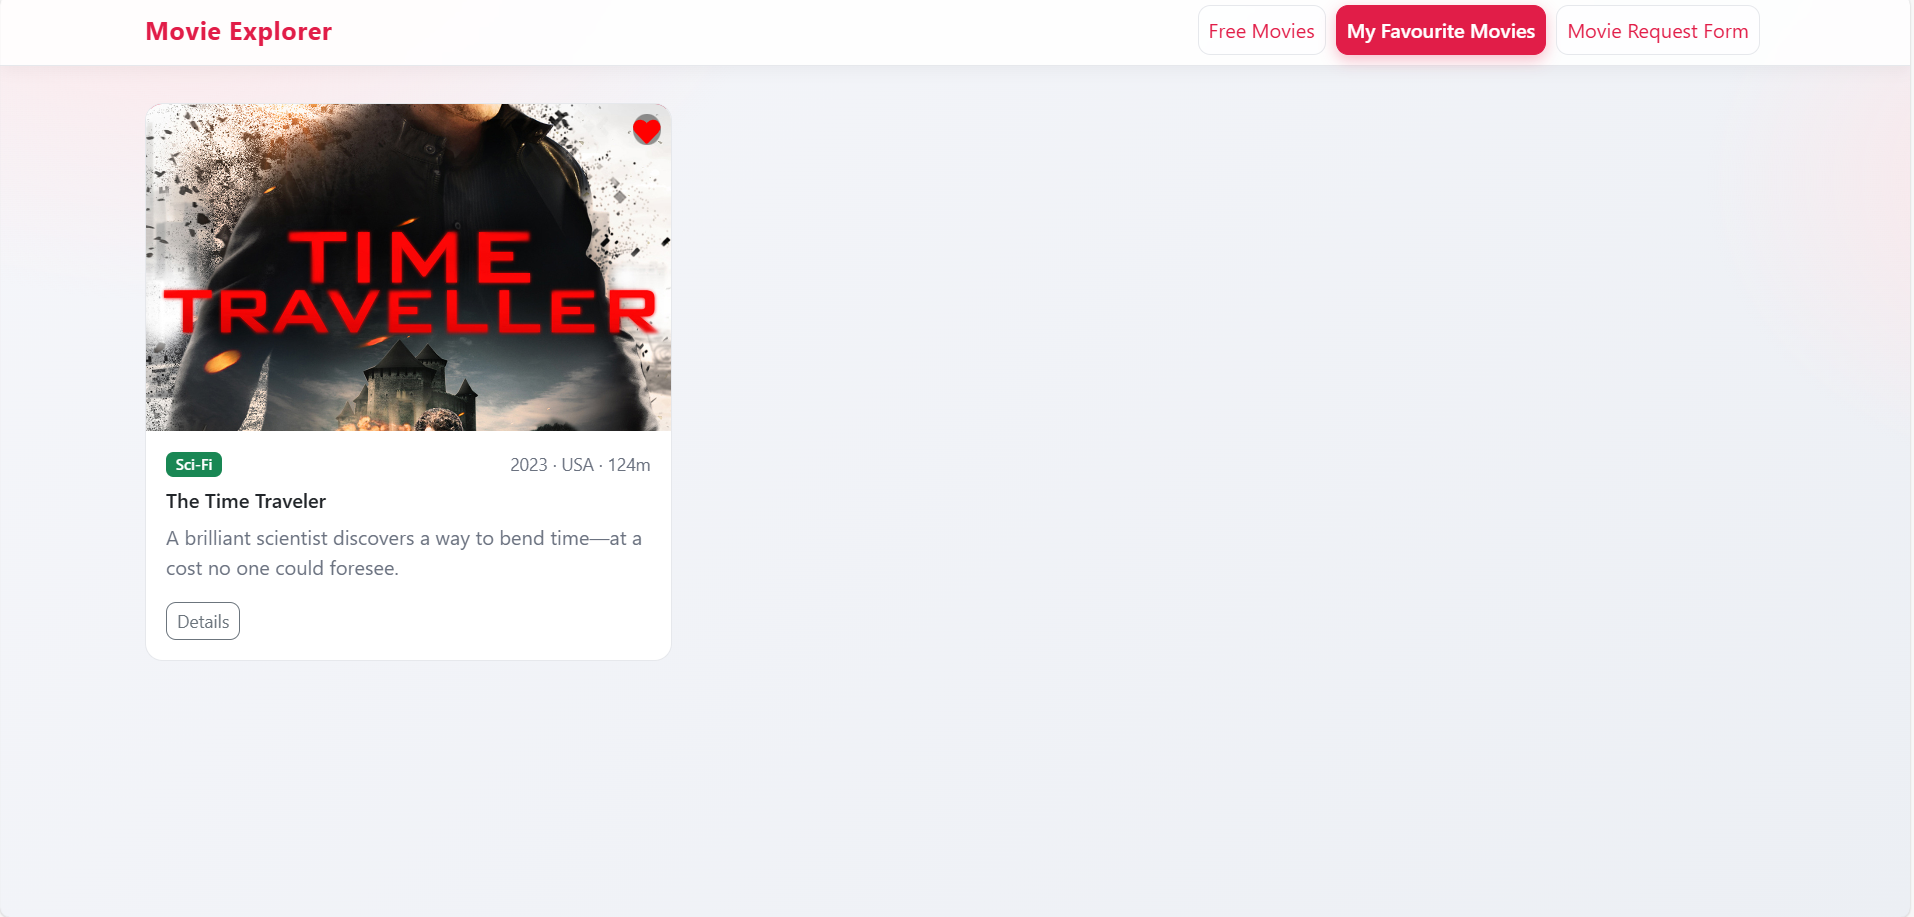 Movie Explorer
Free Movies
My Favourite Movies
Movie Request Form
TIME
TRAVELLER
Sci-Fi
2023 · USA · 124m
The Time Traveler
A brilliant scientist discovers a way to bend time—at a
cost no one could foresee.
Details